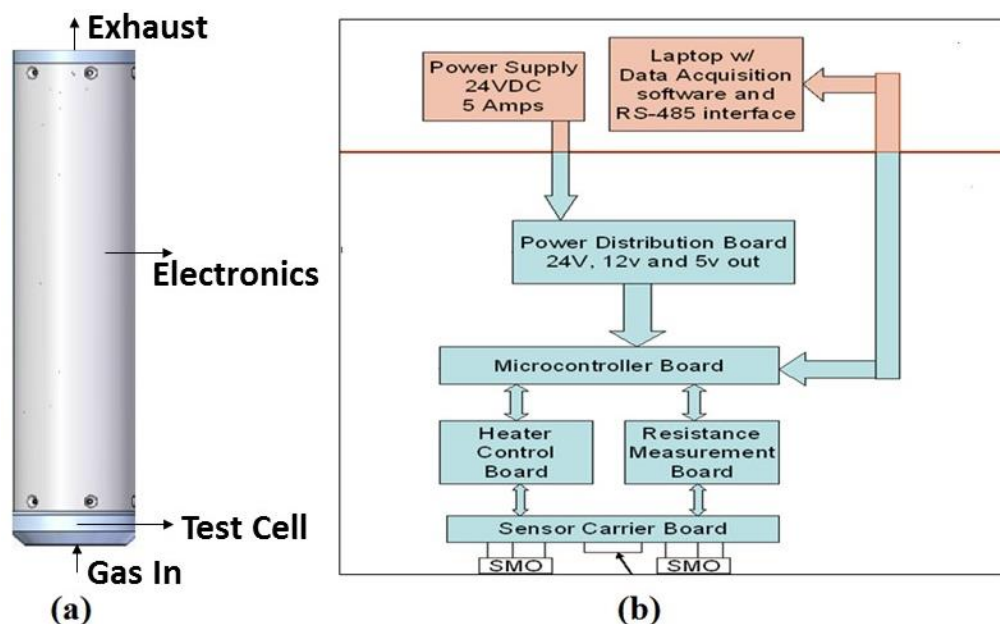 Exhaust
Electronics
Test Cell
Gas In
(a)
Power Supply
24VDC
5 Amps
Laptop w/
Data Acquisition
software and
RS-485 interface
Power Distribution Board
24V, 12v and 5v out
Microcontroller Board
Heater
Control
Board
Resistance
Measurement
Board
Sensor Carrier Board
SMO
SMO
(b)